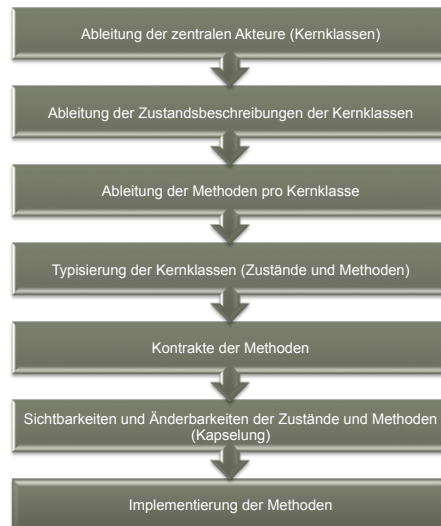 Ableitung der zentralen Akteure (Kernklassen)
Ableitung der Zustandsbeschreibungen der Kernklassen
Ableitung der Methoden pro Kernklasse
Typisierung der Kernklassen (Zustände und Methoden)
Kontrakte der Methoden
Sichtbarkeiten und Änderbarkeiten der Zustände und Methoden
(Kapselung)
Implementierung der Methoden